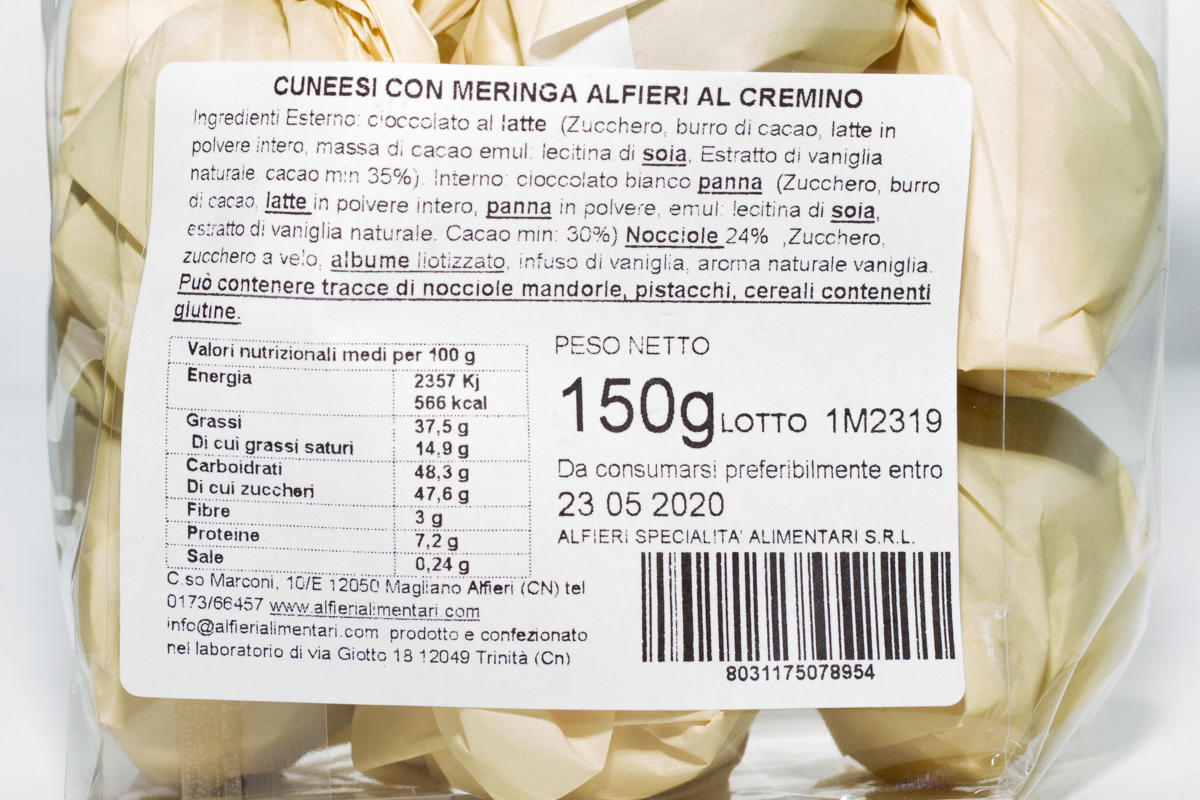 CUNEESI CON MERINGA ALFIERI AL CREMINO
Ingredienti Esterno: cioccolato al latte (Zucchero, burro di cacao, latte in
polvere intero, massa di cacao emul: lecitina di soia, Estratto di vaniglia
naturale. cacao min 35%). Interno: cioccolato bianco panna (Zucchero, burro
di cacao, latte in polvere intero, panna in polvere, emul: lecitina di soia,
estratto di vaniglia naturale. Cacao min: 30%) Nocciole 24% ,Zucchero,
zucchero a velo, albume liotizzato, infuso di vaniglia, aroma naturale vaniglia.
Può contenere tracce di nocciole mandorle, pistacchi, cereali contenenti
glutine.
Valori nutrizionali medi per 100 g
Energia 2357 Kj
566 kcal
Grassi 37,5 g
Di cui grassi saturi 14,9 g
Carboidrati 48,3 g
Di cui zuccheri 47,6 g
Fibre 3 g
Proteine 7,2 g
Sale 0,24 g
C.so Marconi, 10/E 12050 Magliano Alfieri (CN) tel
0173/66457 www.alfierialimentari.com
info@alfierialimentari.com prodotto e confezionato
nel laboratorio di via Giotto 18 12049 Trinità (Cn)
PESO NETTO
150g LOTTO 1M2319
Da consumarsi preferibilmente entro
23 05 2020
ALFIERI SPECIALITA' ALIMENTARI S.R.L.
8031175078954